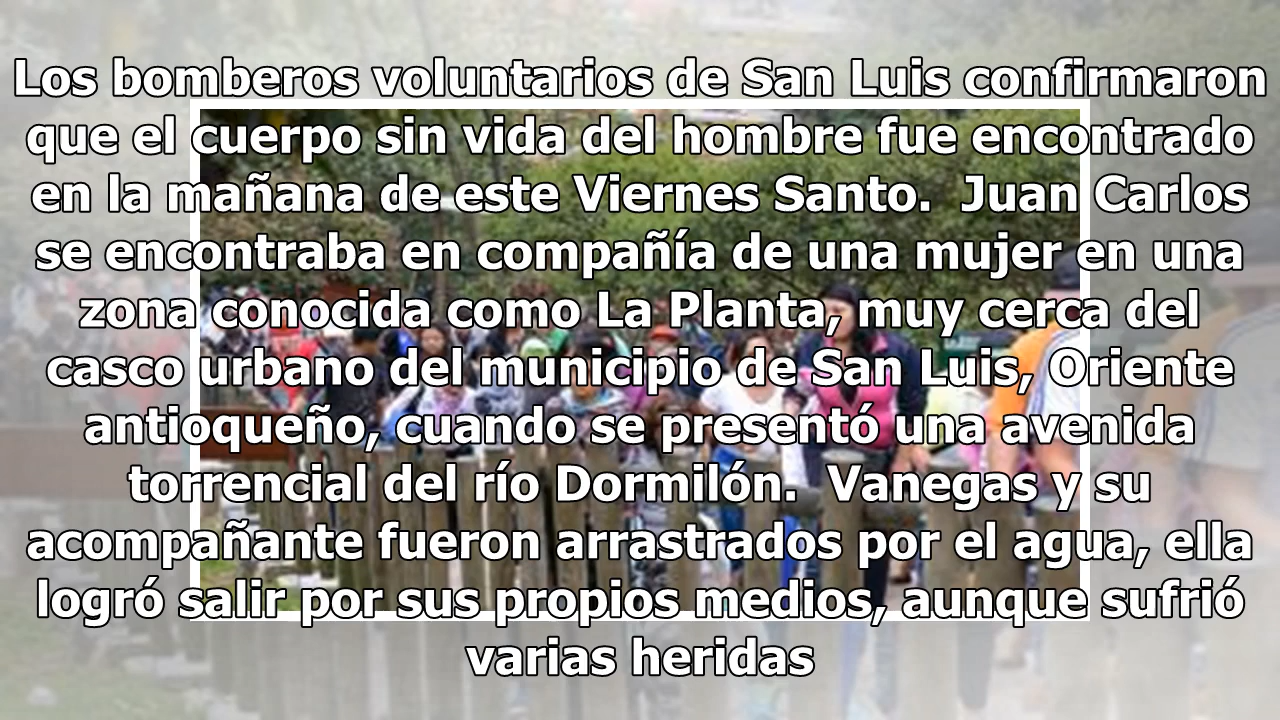 Los bomberos voluntarios de San Luis confirmaron
que el cuerpo sin vida del hombre fue encontrado
en la mañana de este Viernes Santo.  Juan Carlos
se encontraba en compañía de una mujer en una
zona conocida como La Planta, muy cerca del
casco urbano del municipio de San Luis, Oriente
antioqueño, cuando se presentó una avenida
torrencial del río Dormilón.  Vanegas y su
acompañante fueron arrastrados por el agua, ella
logró salir por sus propios medios, aunque sufrió
varias heridas